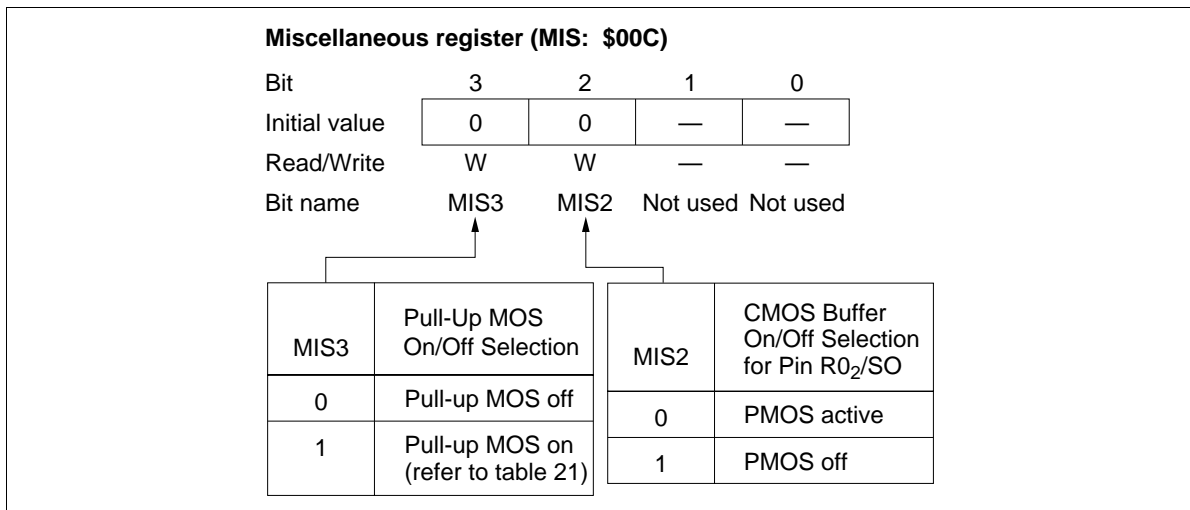 Miscellaneous register (MIS: $00C)
Bit 3 2 1 0
Initial value 0 0 — —
Read/Write W W — —
Bit name MIS3 MIS2 Not used Not used
MIS3
Pull-Up MOS
On/Off Selection
0 Pull-up MOS off
1 Pull-up MOS on
(refer to table 21)
MIS2
CMOS Buffer
On/Off Selection
for Pin R0₂/SO
0 PMOS active
1 PMOS off